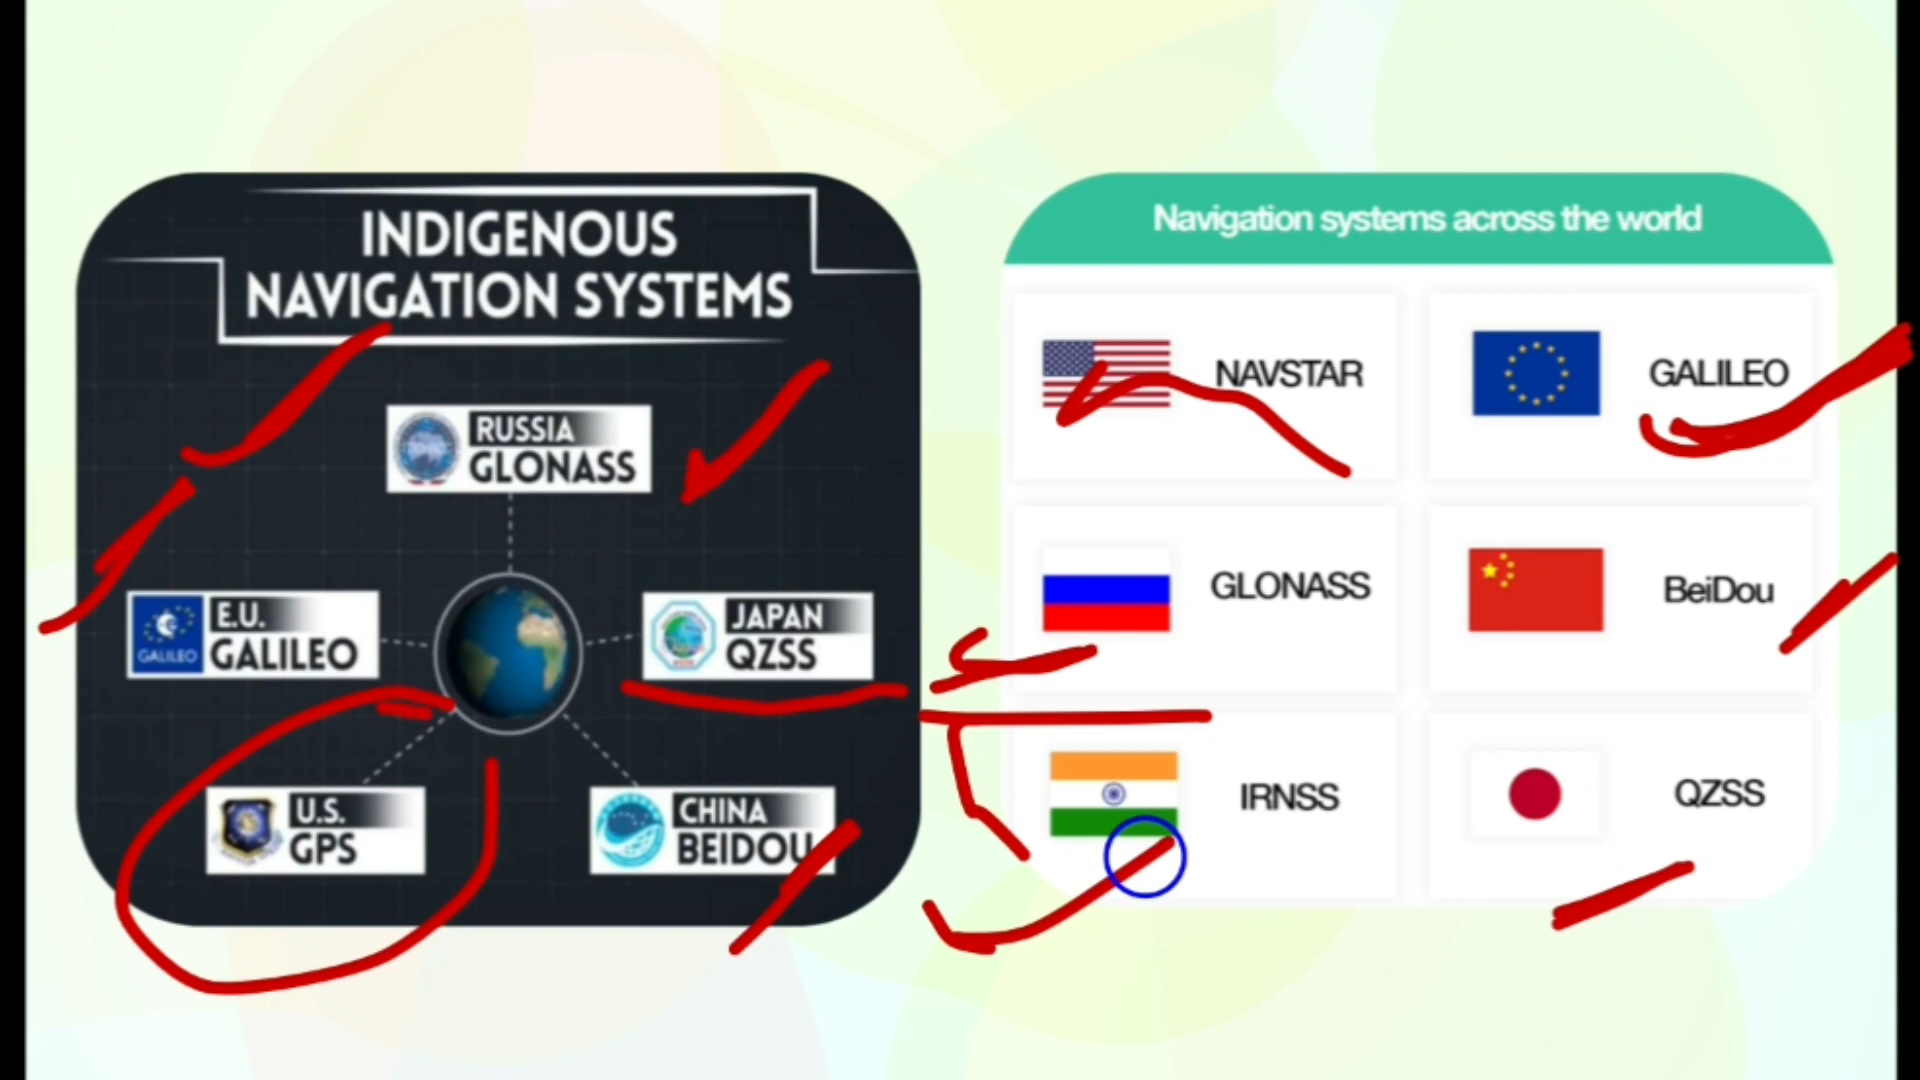 INDIGENOUS
NAVIGATION SYSTEMS
RUSSIA
GLONASS
E.U.
GALILEO
GALILEO
JAPAN
QZSS
U.S.
GPS
CHINA
BEIDOU
Navigation systems across the world
NAVSTAR
GALILEO
GLONASS
BeiDou
IRNSS
QZSS